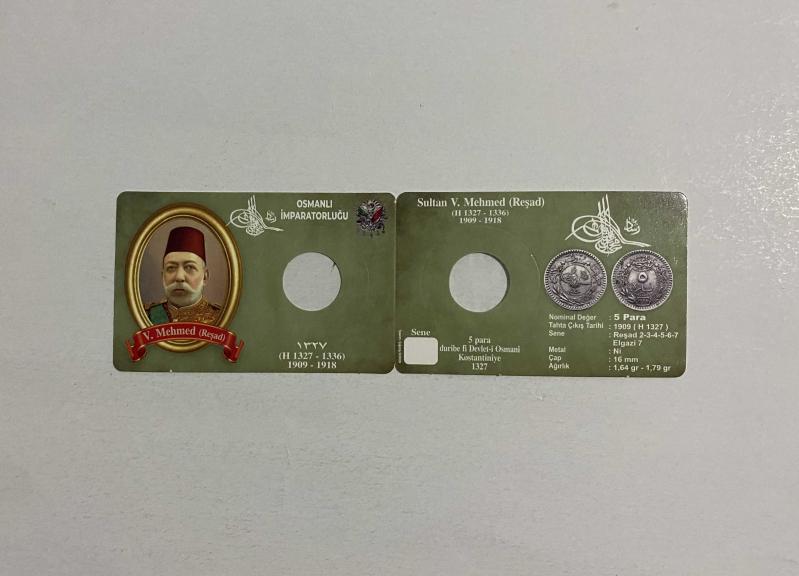 OSMANLI
İMPARATORLUĞU
V. Mehmed (Reşad)
١٣٢٧
(H 1327 - 1336)
1909 - 1918
Sultan V. Mehmed (Reşad)
(H 1327 - 1336)
1909 - 1918
Sene
5 para
duribe fi Devlet-i Osmani
Kostantiniye
1327
Nominal Değer : 5 Para
Tahta Çıkış Tarihi : 1909 ( H 1327 )
Sene : Reşad 2-3-4-5-6-7
Elgazi 7
Metal : Ni
Çap : 16 mm
Ağırlık : 1,64 gr - 1,79 gr